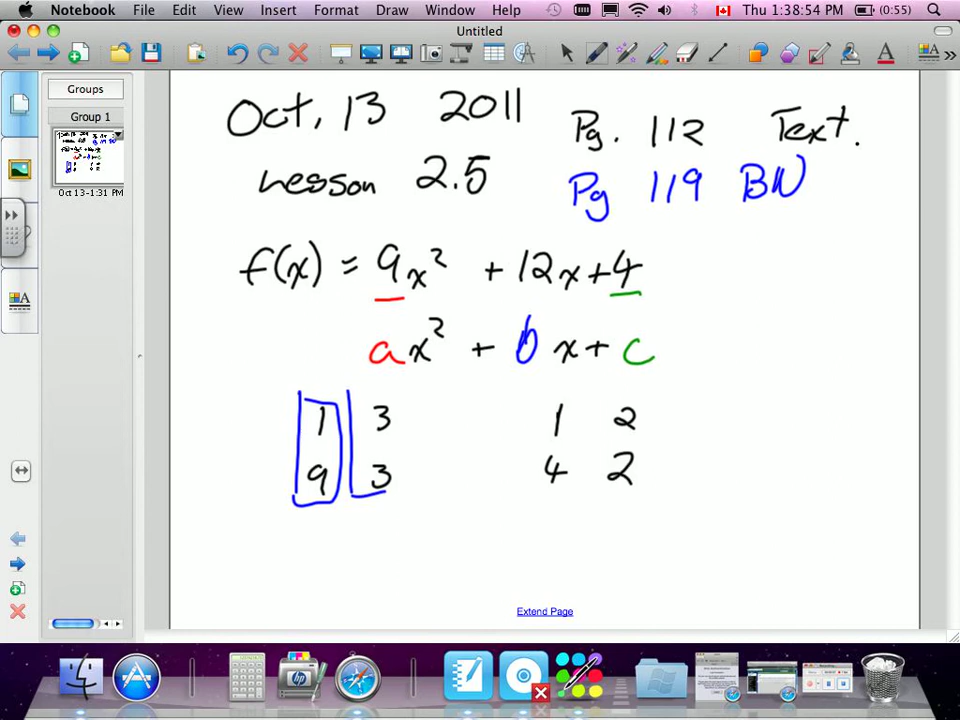 Notebook File Edit View Insert Format Draw Window Help Thu 1:38:54 PM (0:55)
Untitled
Groups
Group 1
Oct 13-1:31 PM
Oct, 13 2011 Pg. 112 Text.
Lesson 2.5 Pg 119 BW
f(x) = 9x² + 12x + 4
ax² + bx + c
1 3 1 2
9 3 4 2
Extend Page